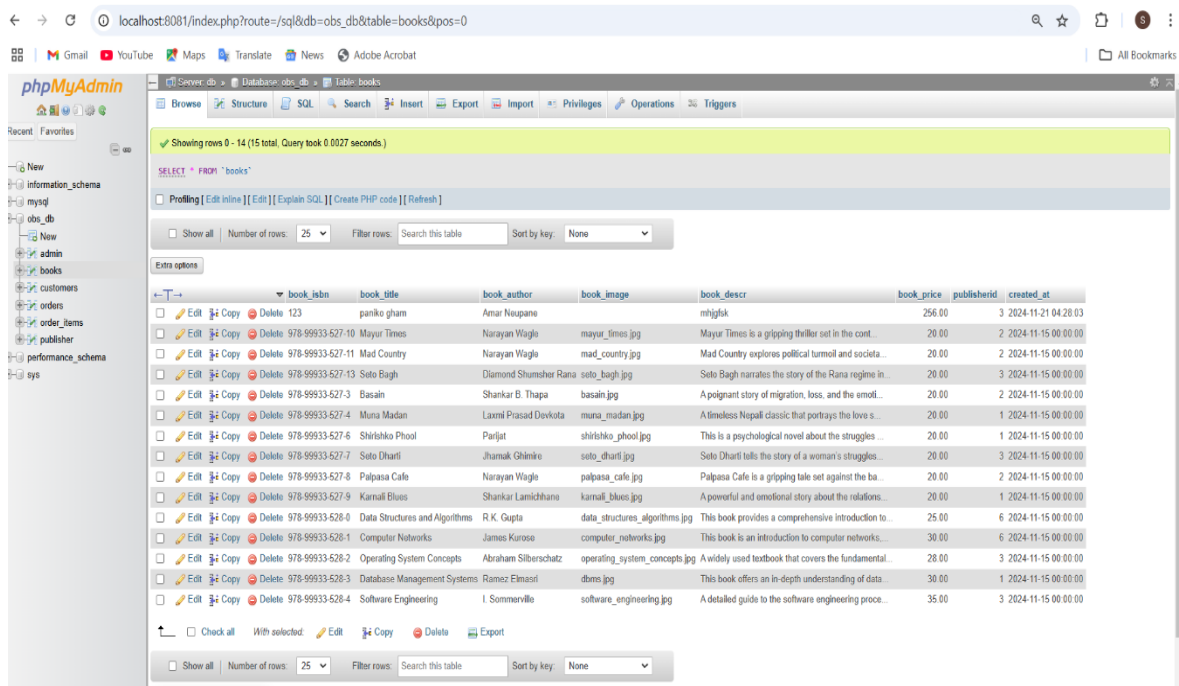 localhost:8081/index.php?route=/sql&db=obs_db&table=books&pos=0
S
Gmail YouTube Maps Translate News Adobe Acrobat All Bookmarks
phpMyAdmin
Recent Favorites
New
information_schema
mysql
obs_db
New
admin
books
customers
orders
order_items
publisher
performance_schema
sys
Server: db » Database: obs_db » Table: books
Browse Structure SQL Search Insert Export Import Privileges Operations Triggers
Showing rows 0 - 14 (15 total, Query took 0.0027 seconds.)
SELECT * FROM `books`
Profiling [ Edit inline ] [ Edit ] [ Explain SQL ] [ Create PHP code ] [ Refresh ]
Show all Number of rows: 25 Filter rows: Search this table Sort by key: None
Extra options
book_isbn book_title book_author book_image book_descr book_price publisherid created_at
Edit Copy Delete 123 paniko gham Amar Neupane mhjgfsk 256.00 3 2024-11-21 04:28:03
Edit Copy Delete 978-99933-527-10 Mayur Times Narayan Wagle mayur_times.jpg Mayur Times is a gripping thriller set in the cont... 20.00 2 2024-11-15 00:00:00
Edit Copy Delete 978-99933-527-11 Mad Country Narayan Wagle mad_country.jpg Mad Country explores political turmoil and societa... 20.00 2 2024-11-15 00:00:00
Edit Copy Delete 978-99933-527-13 Seto Bagh Diamond Shumsher Rana seto_bagh.jpg Seto Bagh narrates the story of the Rana regime in... 20.00 3 2024-11-15 00:00:00
Edit Copy Delete 978-99933-527-3 Basain Shankar B. Thapa basain.jpg A poignant story of migration, loss, and the emoti... 20.00 2 2024-11-15 00:00:00
Edit Copy Delete 978-99933-527-4 Muna Madan Laxmi Prasad Devkota muna_madan.jpg A timeless Nepali classic that portrays the love s... 20.00 1 2024-11-15 00:00:00
Edit Copy Delete 978-99933-527-6 Shirishko Phool Parijat shirishko_phool.jpg This is a psychological novel about the struggles ... 20.00 1 2024-11-15 00:00:00
Edit Copy Delete 978-99933-527-7 Seto Dharti Jhamak Ghimire seto_dharti.jpg Seto Dharti tells the story of a woman's struggles... 20.00 3 2024-11-15 00:00:00
Edit Copy Delete 978-99933-527-8 Palpasa Cafe Narayan Wagle palpasa_cafe.jpg Palpasa Cafe is a gripping tale set against the ba... 20.00 2 2024-11-15 00:00:00
Edit Copy Delete 978-99933-527-9 Karnali Blues Shankar Lamichhane karnali_blues.jpg A powerful and emotional story about the relations... 20.00 1 2024-11-15 00:00:00
Edit Copy Delete 978-99933-528-0 Data Structures and Algorithms R.K. Gupta data_structures_algorithms.jpg This book provides a comprehensive introduction to... 25.00 6 2024-11-15 00:00:00
Edit Copy Delete 978-99933-528-1 Computer Networks James Kurose computer_networks.jpg This book is an introduction to computer networks,... 30.00 6 2024-11-15 00:00:00
Edit Copy Delete 978-99933-528-2 Operating System Concepts Abraham Silberschatz operating_system_concepts.jpg A widely used textbook that covers the fundamental... 28.00 3 2024-11-15 00:00:00
Edit Copy Delete 978-99933-528-3 Database Management Systems Ramez Elmasri dbms.jpg This book offers an in-depth understanding of data... 30.00 1 2024-11-15 00:00:00
Edit Copy Delete 978-99933-528-4 Software Engineering I. Sommerville software_engineering.jpg A detailed guide to the software engineering proce... 35.00 3 2024-11-15 00:00:00
Check all With selected: Edit Copy Delete Export
Show all Number of rows: 25 Filter rows: Search this table Sort by key: None